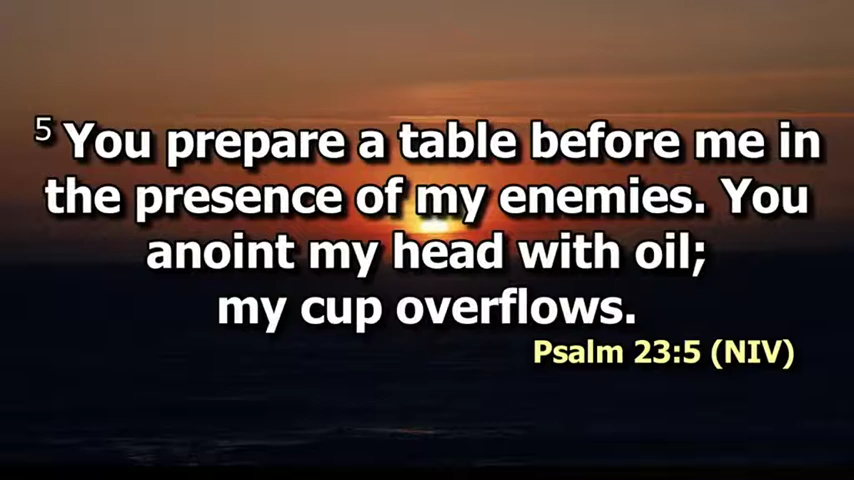 5 You prepare a table before me in
the presence of my enemies. You
anoint my head with oil;
my cup overflows.
Psalm 23:5 (NIV)